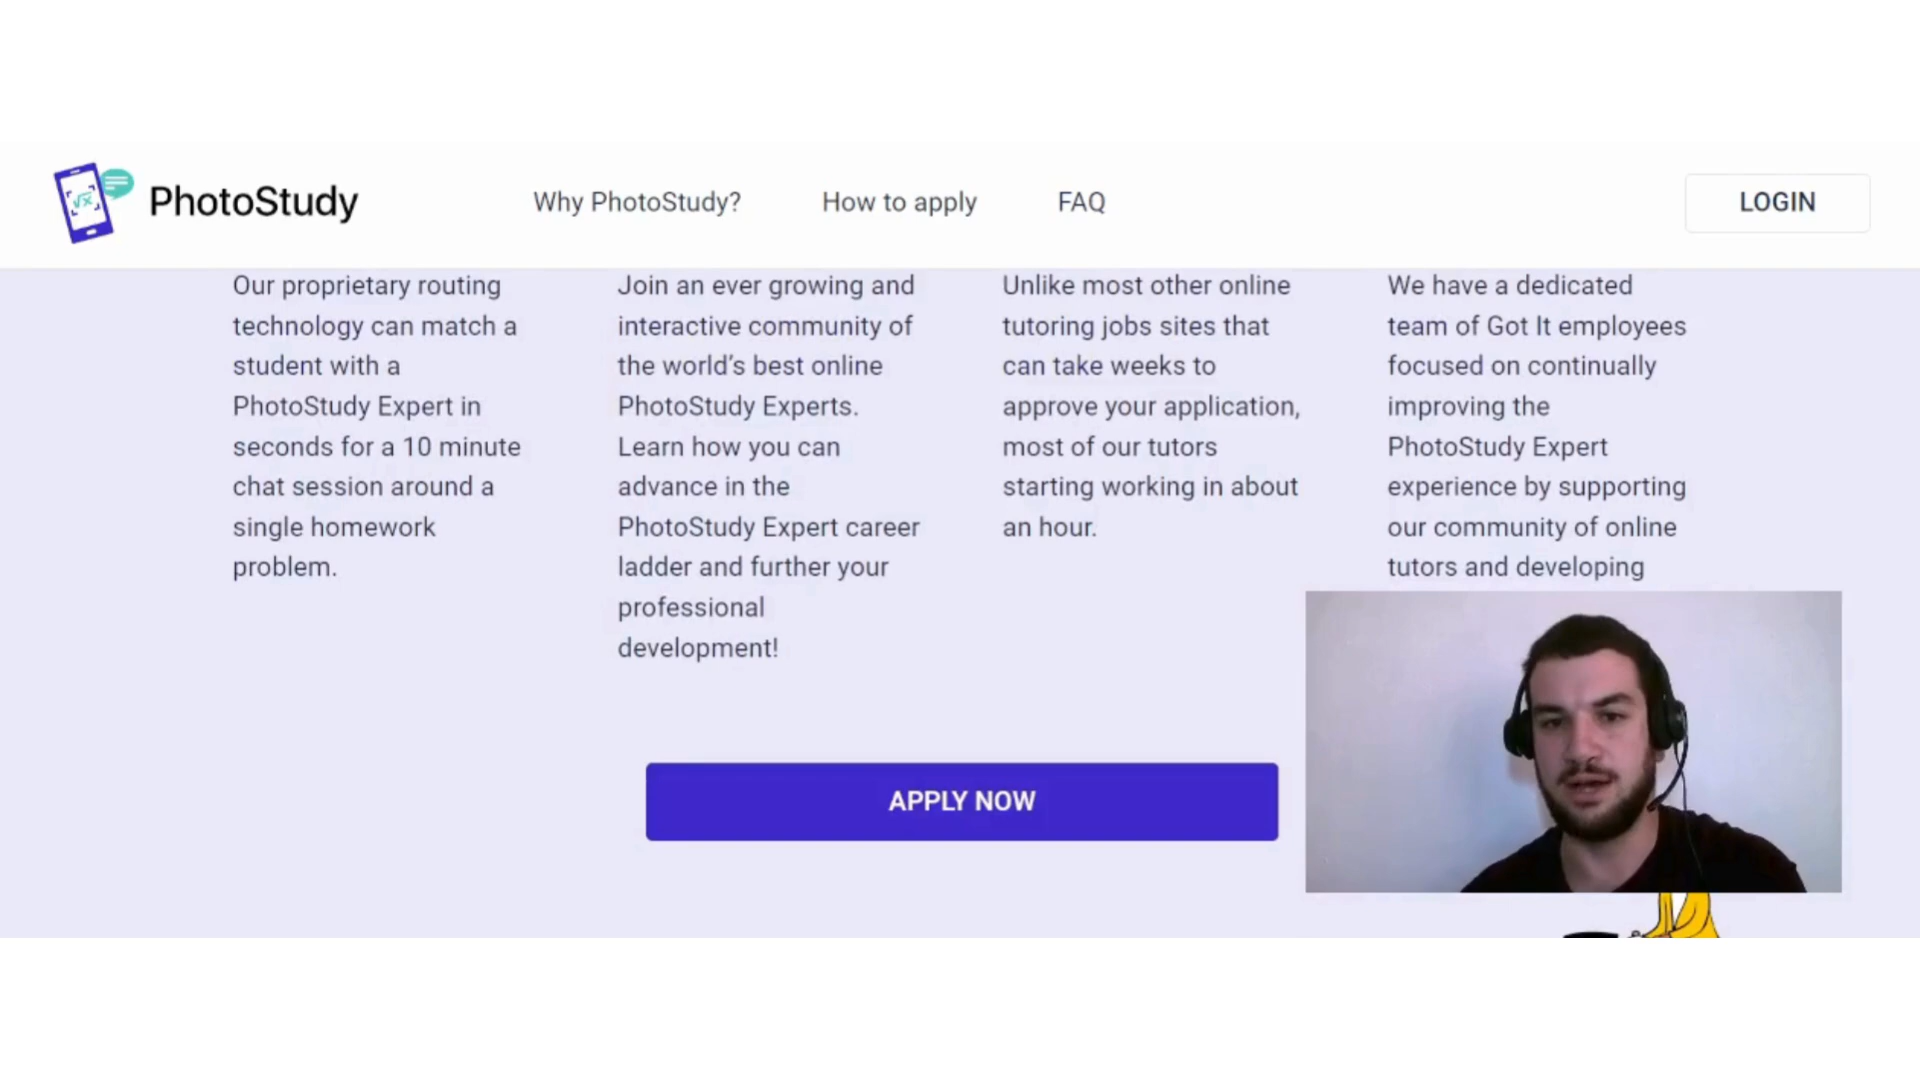 PhotoStudy
Why PhotoStudy?
How to apply
FAQ
LOGIN
Our proprietary routing
technology can match a
student with a
PhotoStudy Expert in
seconds for a 10 minute
chat session around a
single homework
problem.
Join an ever growing and
interactive community of
the world's best online
PhotoStudy Experts.
Learn how you can
advance in the
PhotoStudy Expert career
ladder and further your
professional
development!
Unlike most other online
tutoring jobs sites that
can take weeks to
approve your application,
most of our tutors
starting working in about
an hour.
We have a dedicated
team of Got It employees
focused on continually
improving the
PhotoStudy Expert
experience by supporting
our community of online
tutors and developing
APPLY NOW